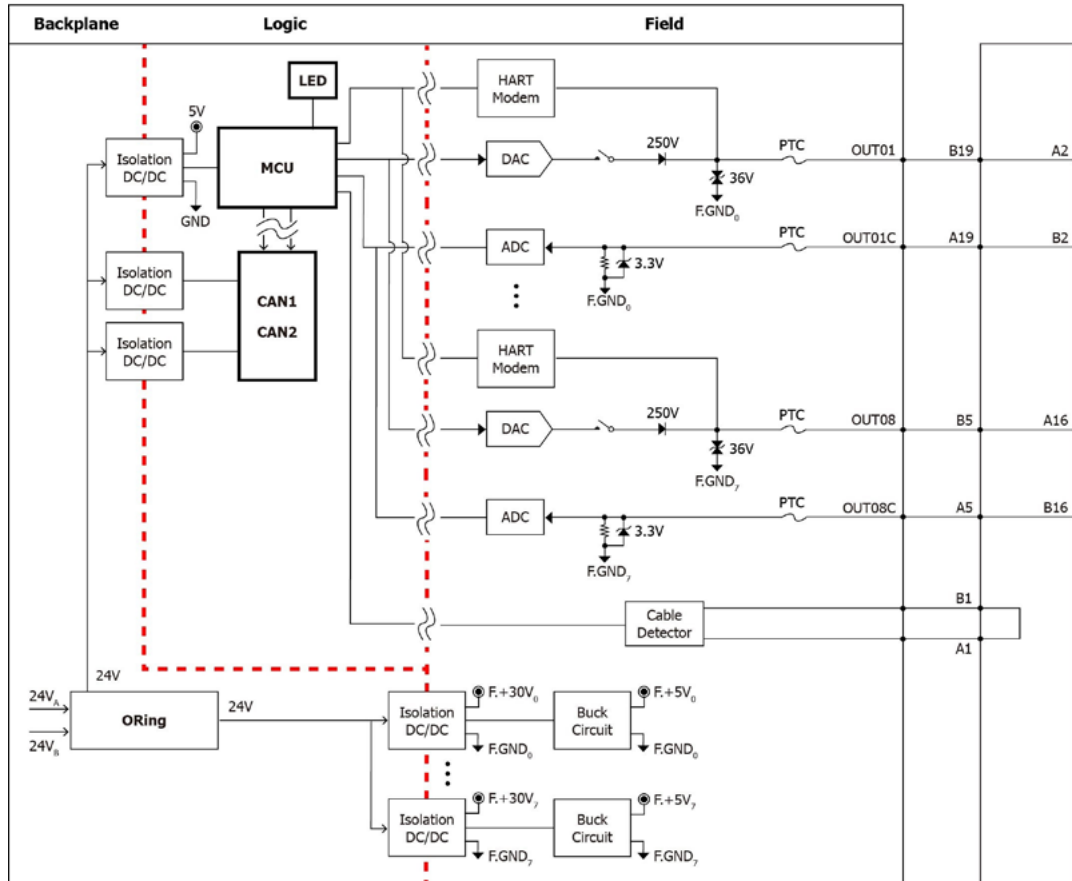 Backplane
Logic
Field
LED
HART
Modem
5V
250V
PTC
OUT01
B19
A2
Isolation
DC/DC
MCU
DAC
36V
F.GND0
GND
OUT01C
A19
B2
ADC
3.3V
F.GND0
Isolation
DC/DC
CAN1
CAN2
PTC
Isolation
DC/DC
HART
Modem
250V
PTC
OUT08
B5
A16
DAC
36V
F.GND7
PTC
OUT08C
A5
B16
ADC
3.3V
F.GND7
B1
Cable
Detector
A1
24V
24VA
24VB
ORing
24V
F.+30V0
F.+5V0
Isolation
DC/DC
Buck
Circuit
F.GND0
F.GND0
F.+30V7
F.+5V7
Isolation
DC/DC
Buck
Circuit
F.GND7
F.GND7